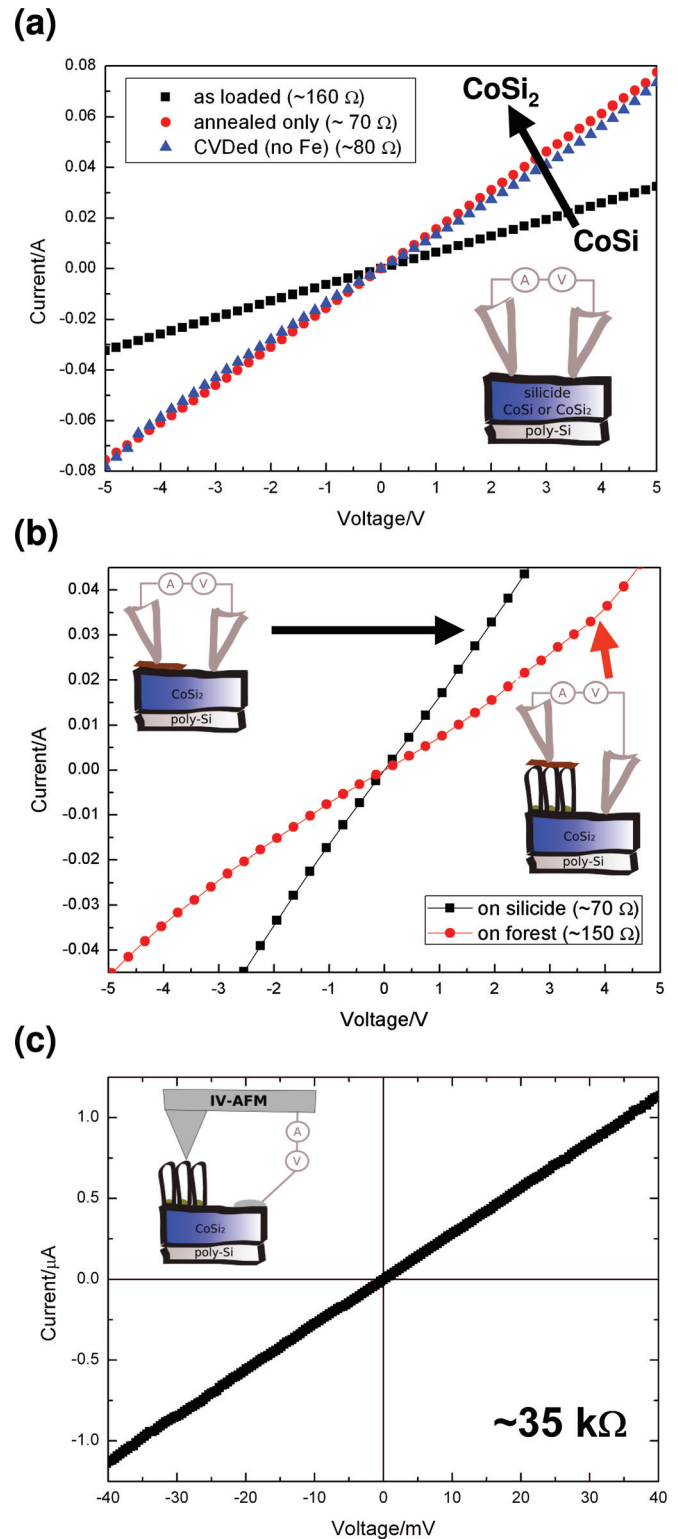 (a)
0.08
0.06
0.04
0.02
0.00
-0.02
-0.04
-0.06
0.08
Current/A
as loaded (~160 Ω)
annealed only (~ 70 Ω)
CVDed (no Fe) (~80 Ω)
CoSi₂
CoSi
A V
silicide
CoSi or CoSi₂
poly-Si
-5 -4 -3 -2 -1 0 1 2 3 4 5
Voltage/V
(b)
0.04
0.03
0.02
0.01
0.00
-0.01
-0.02
-0.03
-0.04
Current/A
A V
CoSi₂
poly-Si
A V
CoSi₂
poly-Si
on silicide (~70 Ω)
on forest (~150 Ω)
-5 -4 -3 -2 -1 0 1 2 3 4 5
Voltage/V
(c)
1.0
0.5
0.0
-0.5
-1.0
Current/µA
IV-AFM
A
V
CoSi₂
poly-Si
~35 kΩ
-40 -30 -20 -10 0 10 20 30 40
Voltage/mV